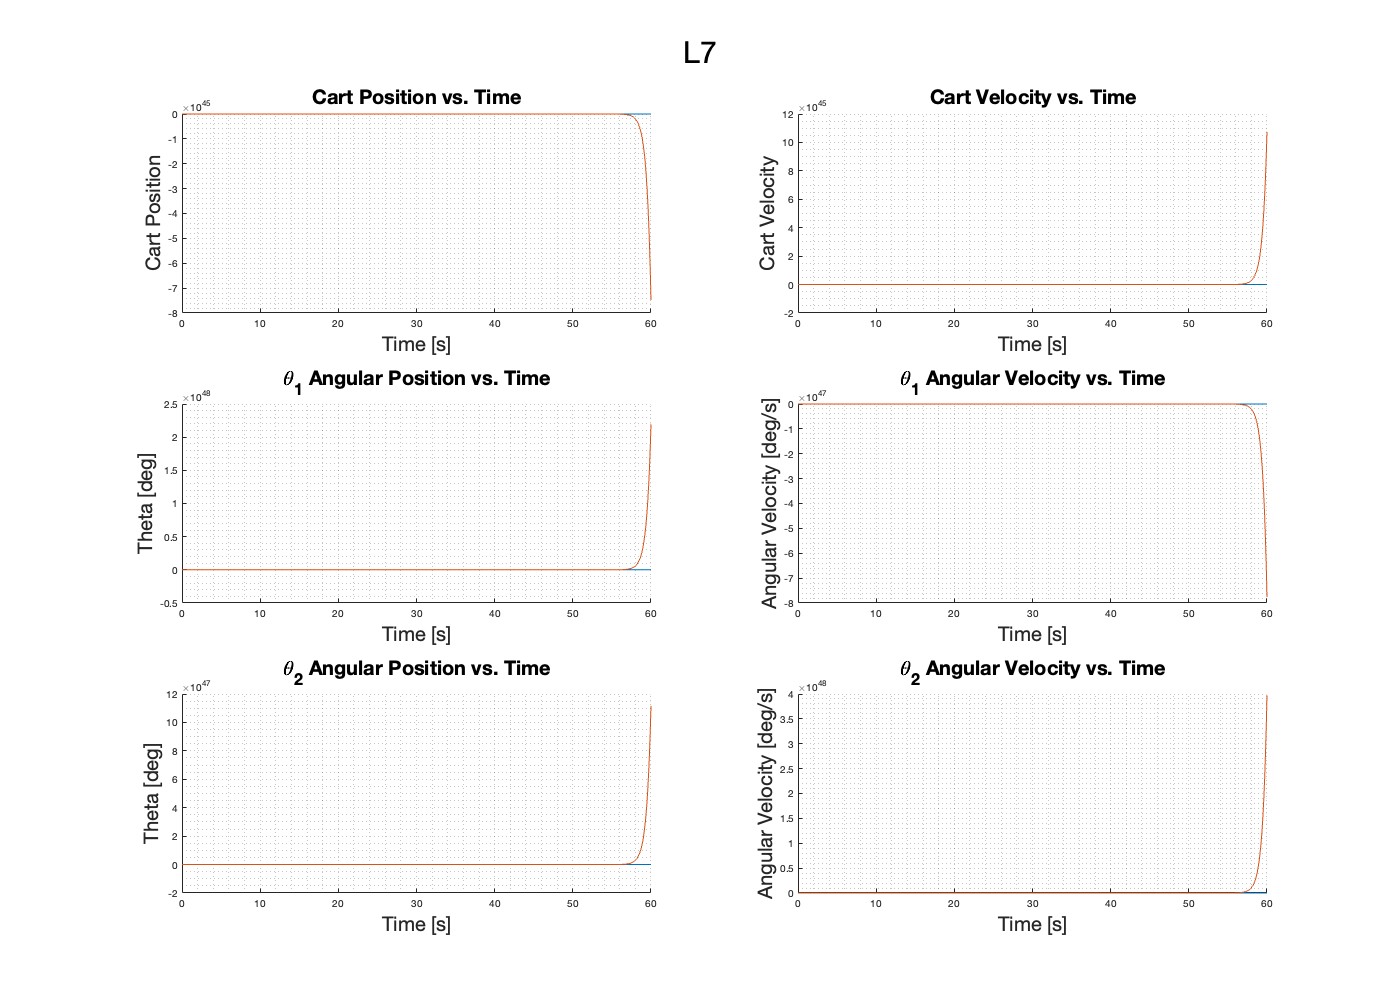 L7
Cart Position vs. Time
×10^45
0
-1
-2
-3
-4
-5
-6
-7
-8
Cart Position
0 10 20 30 40 50 60
Time [s]
Cart Velocity vs. Time
×10^45
12
10
8
6
4
2
0
-2
Cart Velocity
0 10 20 30 40 50 60
Time [s]
θ1 Angular Position vs. Time
×10^48
2.5
2
1.5
1
0.5
0
-0.5
Theta [deg]
0 10 20 30 40 50 60
Time [s]
θ1 Angular Velocity vs. Time
×10^47
0
-1
-2
-3
-4
-5
-6
-7
-8
Angular Velocity [deg/s]
0 10 20 30 40 50 60
Time [s]
θ2 Angular Position vs. Time
×10^47
12
10
8
6
4
2
0
-2
Theta [deg]
0 10 20 30 40 50 60
Time [s]
θ2 Angular Velocity vs. Time
×10^48
4
3.5
3
2.5
2
1.5
1
0.5
0
Angular Velocity [deg/s]
0 10 20 30 40 50 60
Time [s]